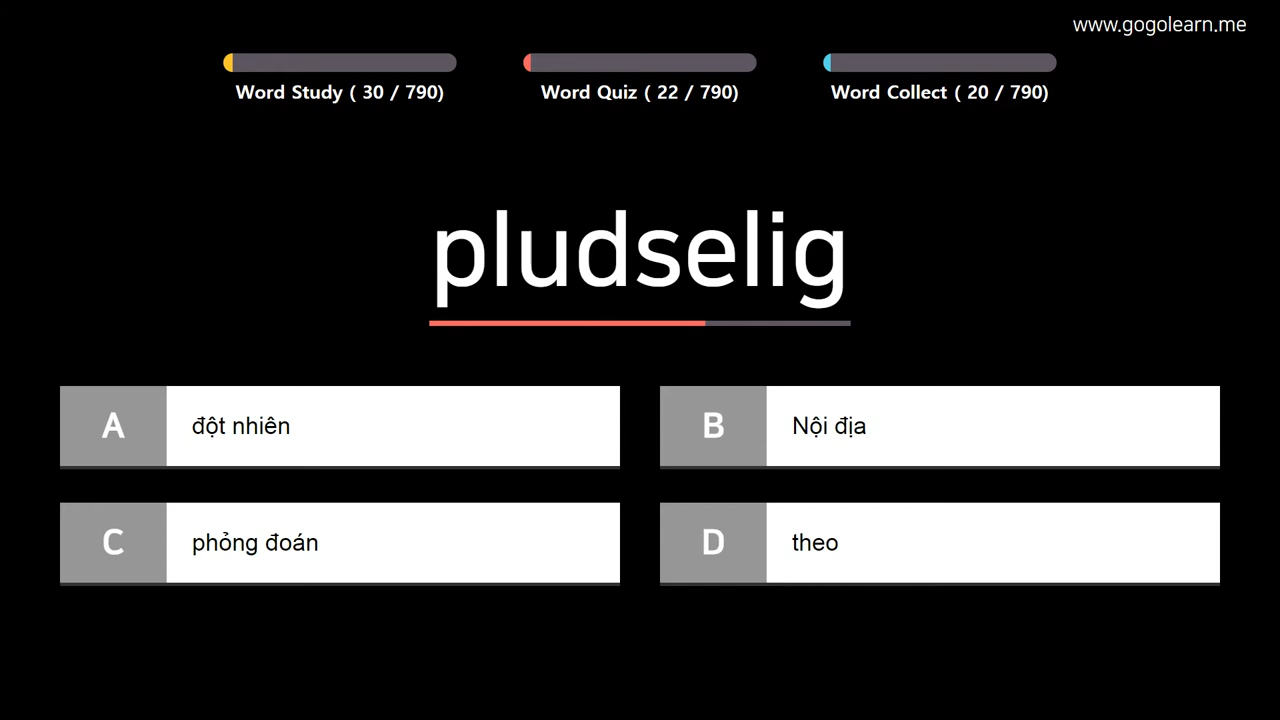 www.gogolearn.me
Word Study ( 30 / 790)
Word Quiz ( 22 / 790)
Word Collect ( 20 / 790)
pludselig
A đột nhiên
B Nội địa
C phỏng đoán
D theo